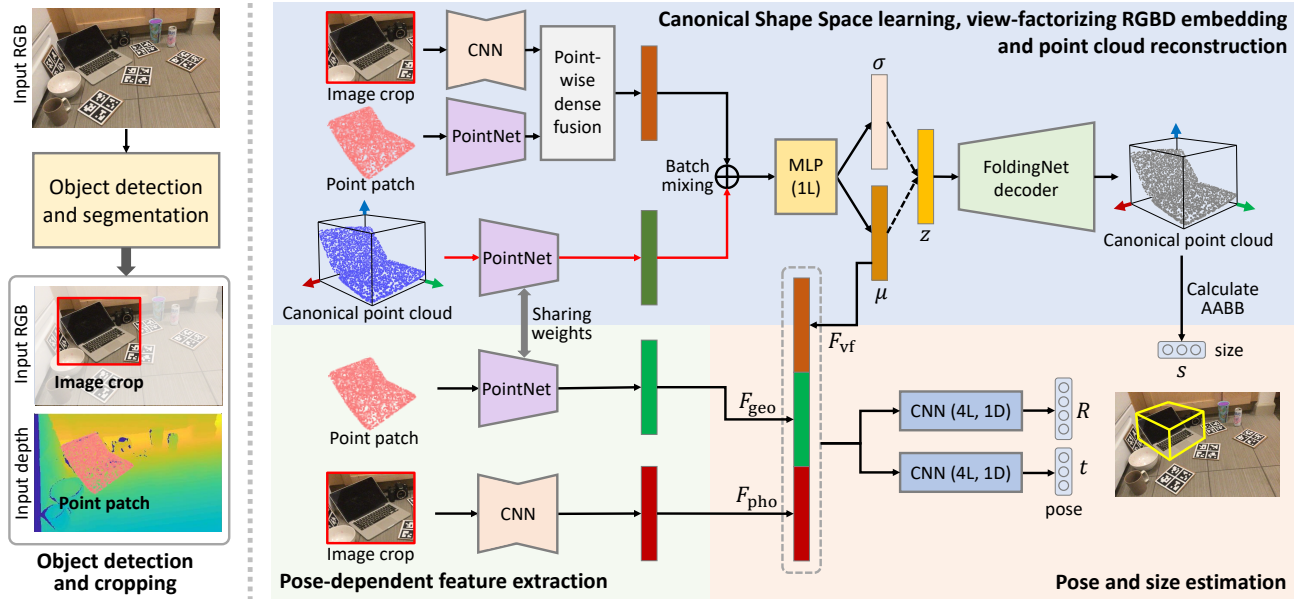 Input RGB
Object detection
and segmentation
Input RGB
Image crop
Input depth
Point patch
Object detection
and cropping
Canonical Shape Space learning, view-factorizing RGBD embedding
and point cloud reconstruction
Image crop
CNN
Point-
wise
dense
fusion
Point patch
PointNet
Batch
mixing
MLP
(1L)
σ
μ
z
FoldingNet
decoder
Canonical point cloud
Canonical point cloud
PointNet
Sharing
weights
Calculate
AABB
size
s
F_vf
Point patch
PointNet
F_geo
Image crop
CNN
F_pho
Pose-dependent feature extraction
CNN (4L, 1D)
R
CNN (4L, 1D)
t
pose
Pose and size estimation